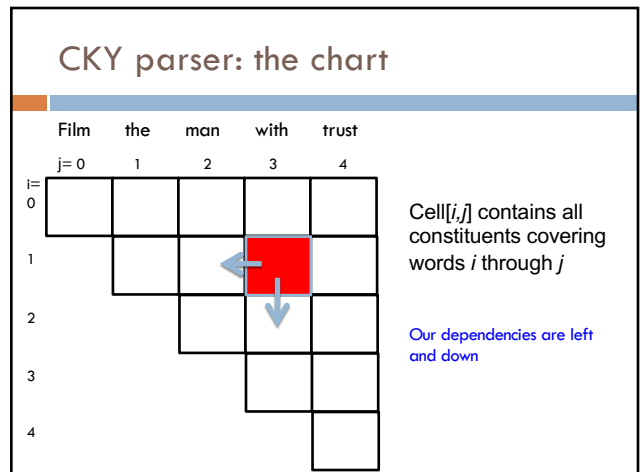 CKY parser: the chart
Film the man with trust
j= 0 1 2 3 4
i=
0
1
2
3
4
Cell[i,j] contains all
constituents covering
words i through j
Our dependencies are left
and down